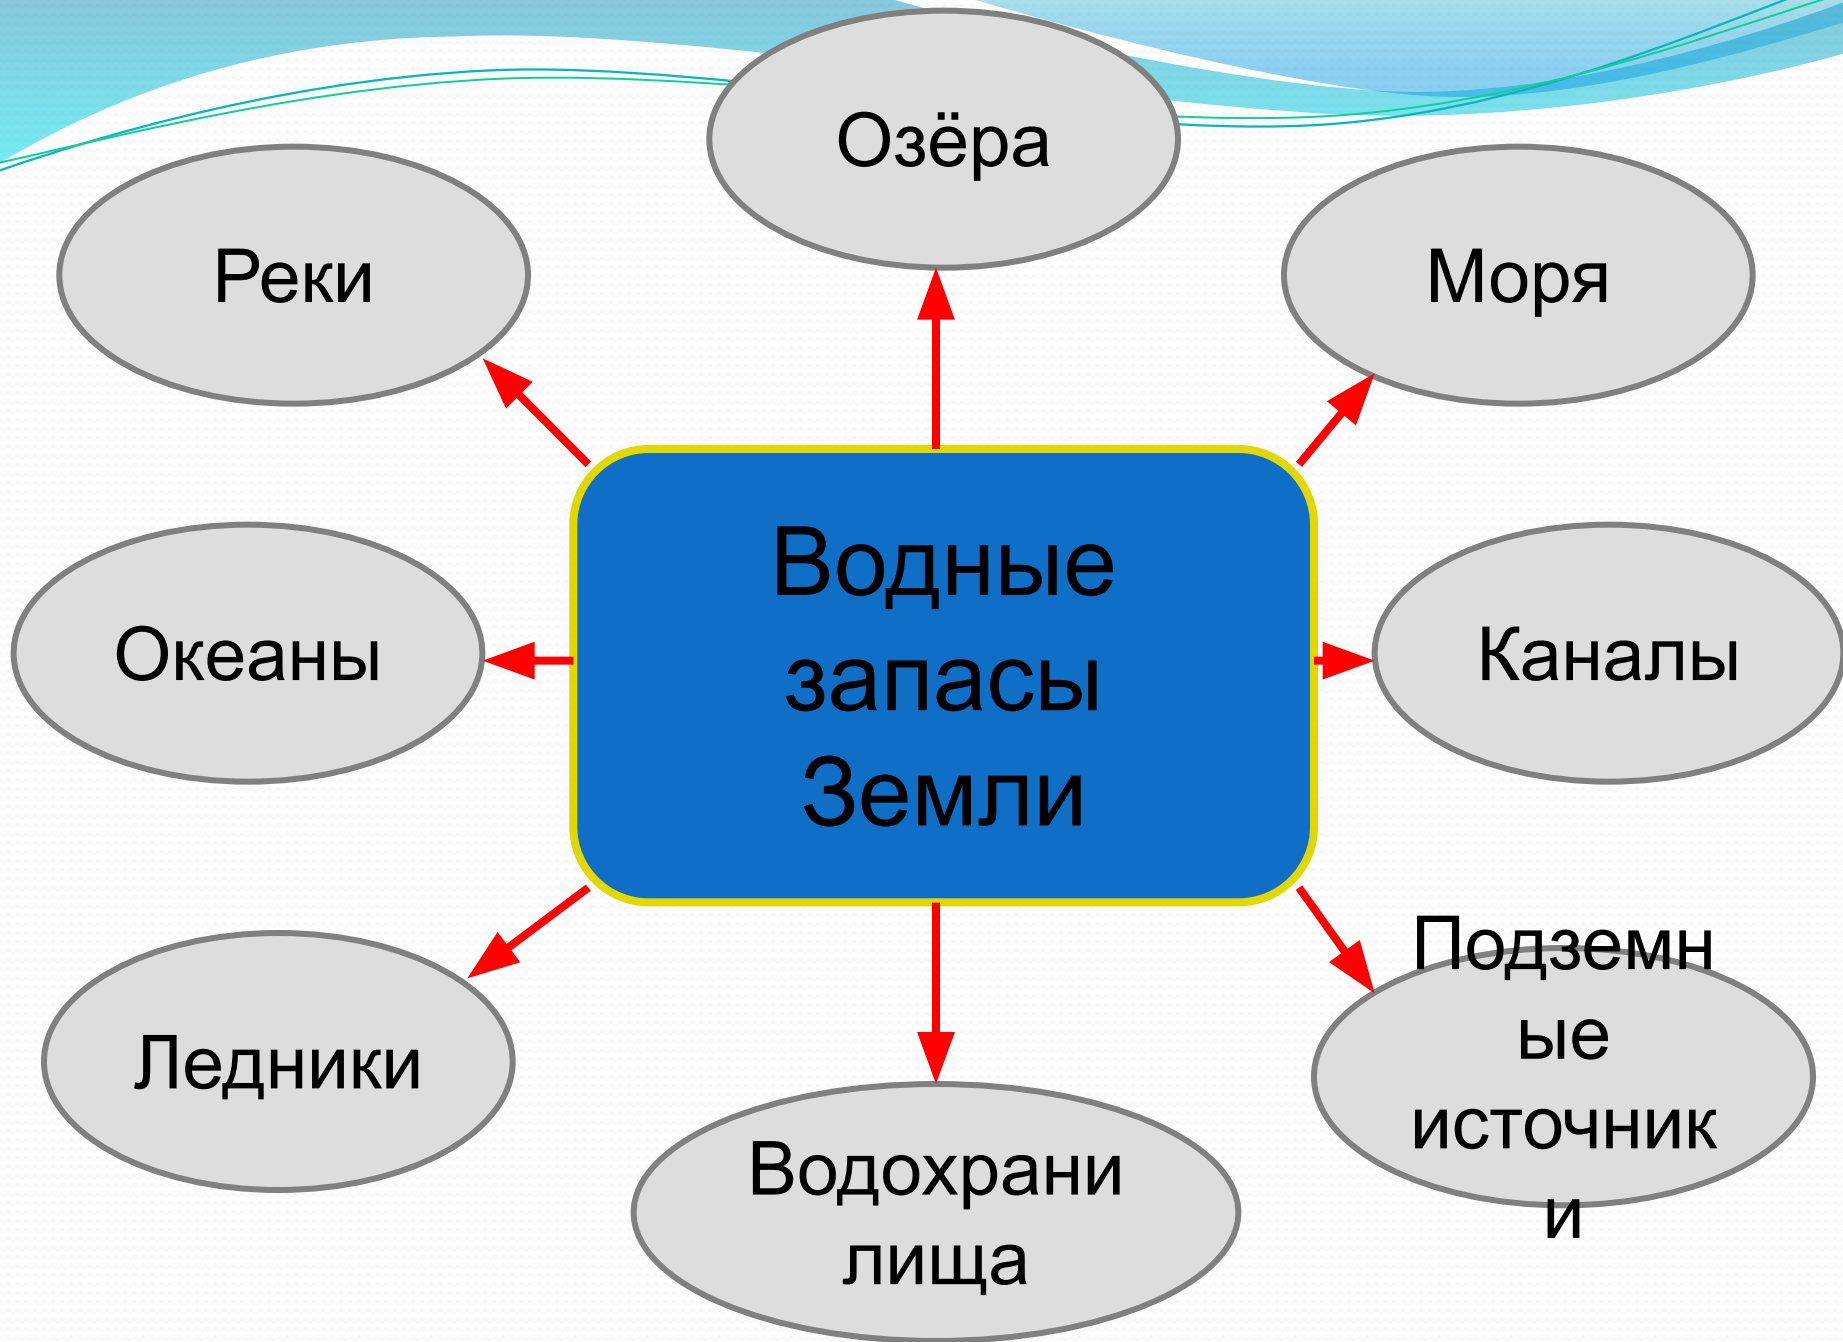 Озёра
Реки
Моря
Водные
запасы
Земли
Океаны
Каналы
Ледники
Водохрани
лища
Подземн
ые
источник
и